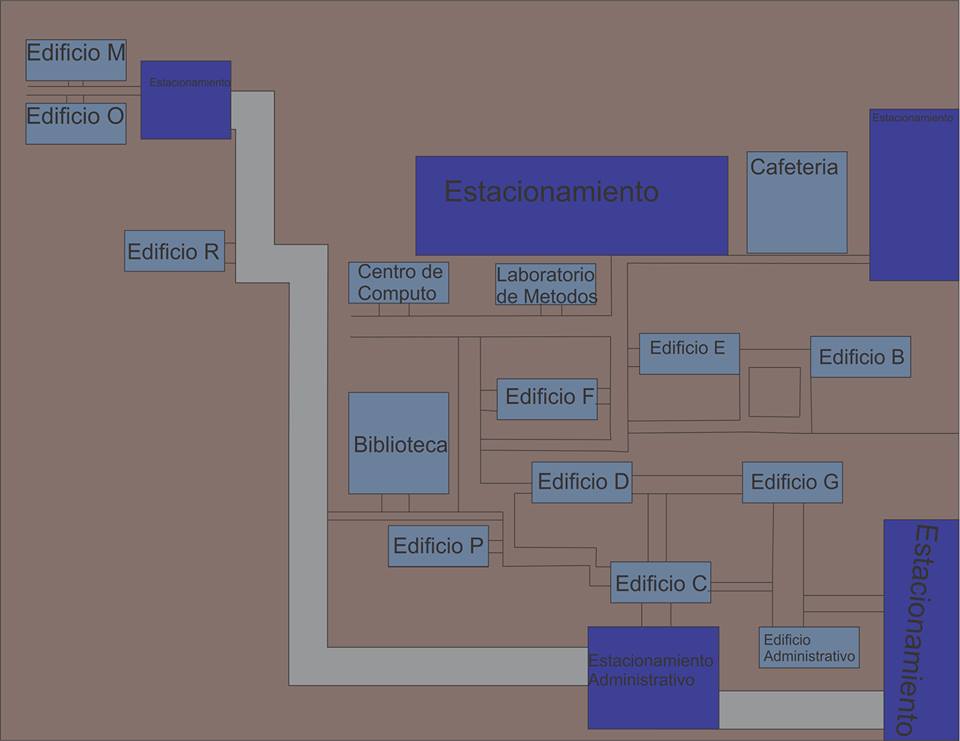 Edificio M
Estacionamiento
Edificio O
Estacionamiento
Estacionamiento
Cafeteria
Edificio R
Centro de
Computo
Laboratorio
de Metodos
Edificio E
Edificio B
Edificio F
Biblioteca
Edificio D
Edificio G
Edificio P
Edificio C
Estacionamiento
Edificio
Administrativo
Estacionamiento
Administrativo